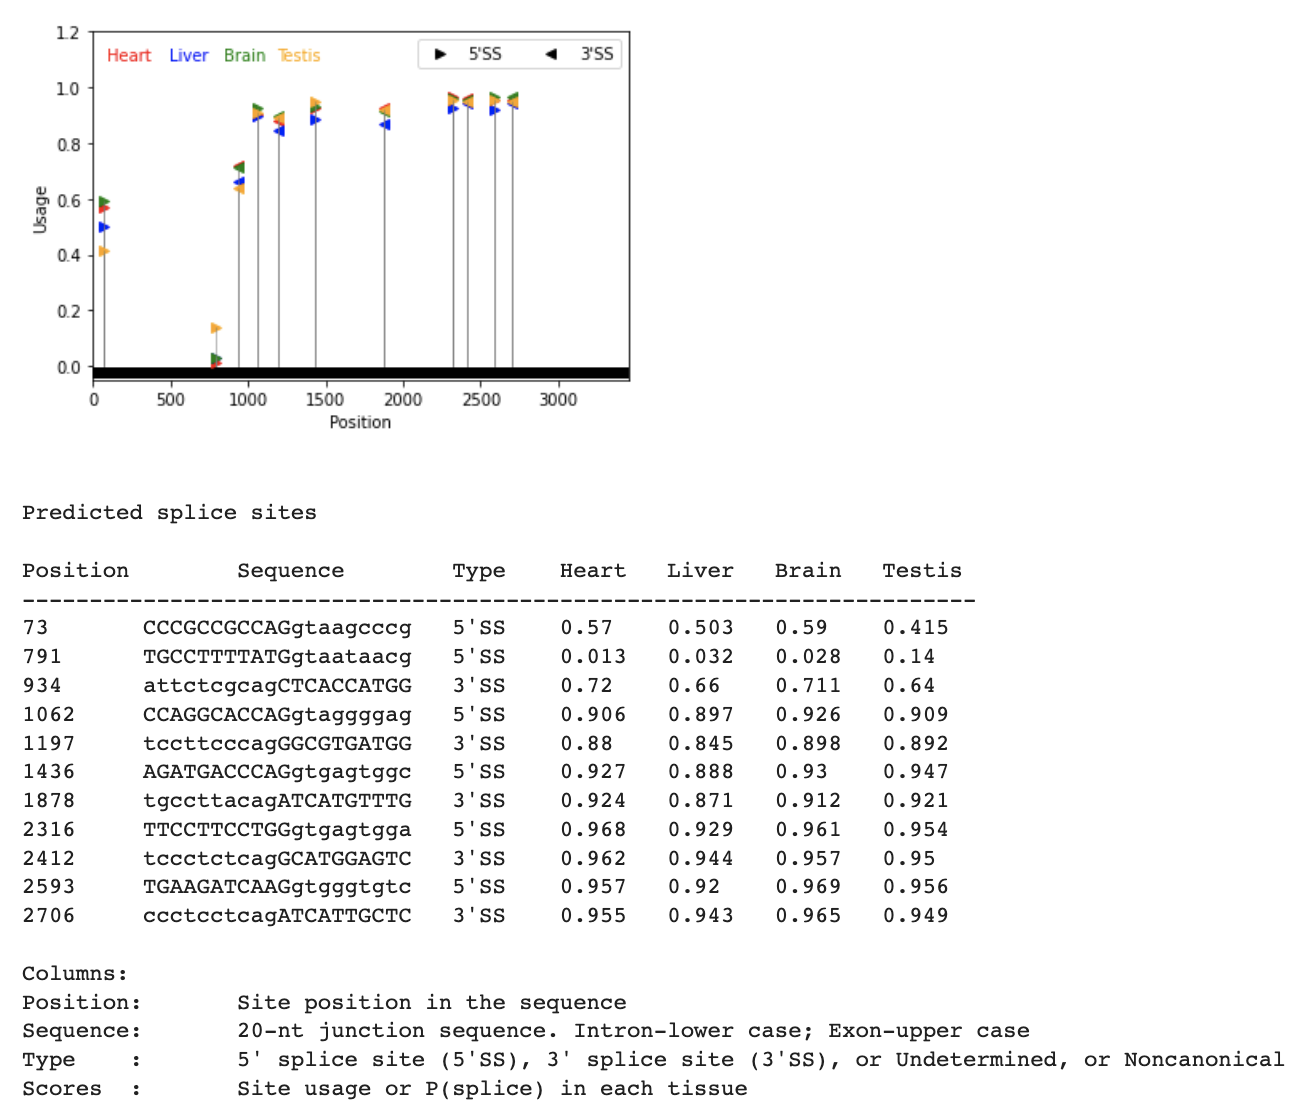 1.2
Heart Liver Brain Testis 5'SS 3'SS
1.0
0.8
0.6
Usage
0.4
0.2
0.0
0 500 1000 1500 2000 2500 3000
Position
Predicted splice sites
Position Sequence Type Heart Liver Brain Testis
-----------------------------------------------------------------------
73 CCCGCCGCCAGgtaagcccg 5'SS 0.57 0.503 0.59 0.415
791 TGCCTTTTATGgtaataacg 5'SS 0.013 0.032 0.028 0.14
934 attctcgcagCTCACCATGG 3'SS 0.72 0.66 0.711 0.64
1062 CCAGGCACCAGgtaggggag 5'SS 0.906 0.897 0.926 0.909
1197 tccttcccagGGCGTGATGG 3'SS 0.88 0.845 0.898 0.892
1436 AGATGACCCAGgtgagtggc 5'SS 0.927 0.888 0.93 0.947
1878 tgccttacagATCATGTTTG 3'SS 0.924 0.871 0.912 0.921
2316 TTCCTTCCTGGgtgagtgga 5'SS 0.968 0.929 0.961 0.954
2412 tccctctcagGCATGGAGTC 3'SS 0.962 0.944 0.957 0.95
2593 TGAAGATCAAGgtgggtgtc 5'SS 0.957 0.92 0.969 0.956
2706 ccctcctcagATCATTGCTC 3'SS 0.955 0.943 0.965 0.949
Columns:
Position: Site position in the sequence
Sequence: 20-nt junction sequence. Intron-lower case; Exon-upper case
Type : 5' splice site (5'SS), 3' splice site (3'SS), or Undetermined, or Noncanonical
Scores : Site usage or P(splice) in each tissue